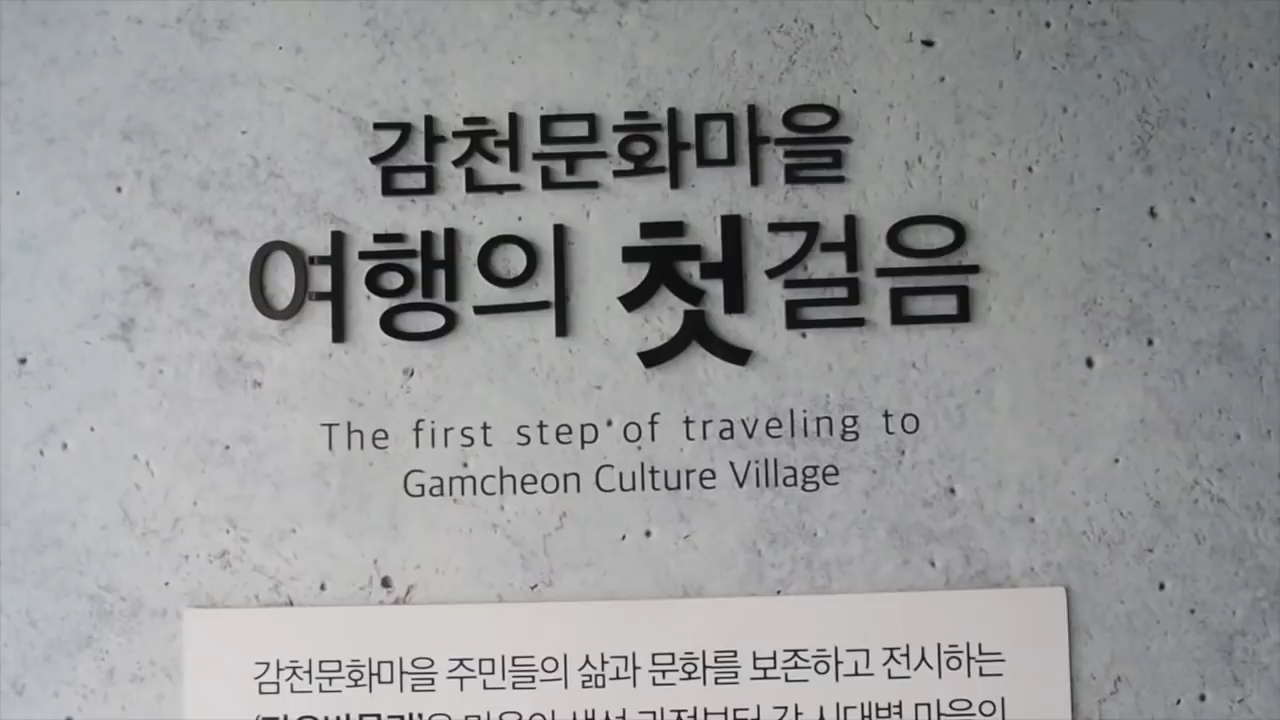 감천문화마을
여행의 첫걸음
The first step of traveling to
Gamcheon Culture Village
감천문화마을 주민들의 삶과 문화를 보존하고 전시하는